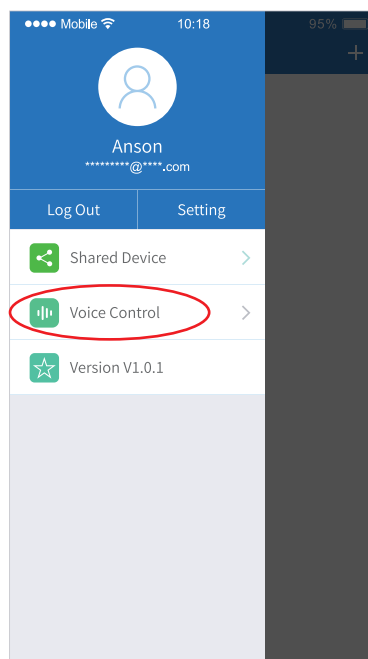 Mobile 10:18 95%
Anson
*********@****.com
Log Out Setting
Shared Device
Voice Control
Version V1.0.1